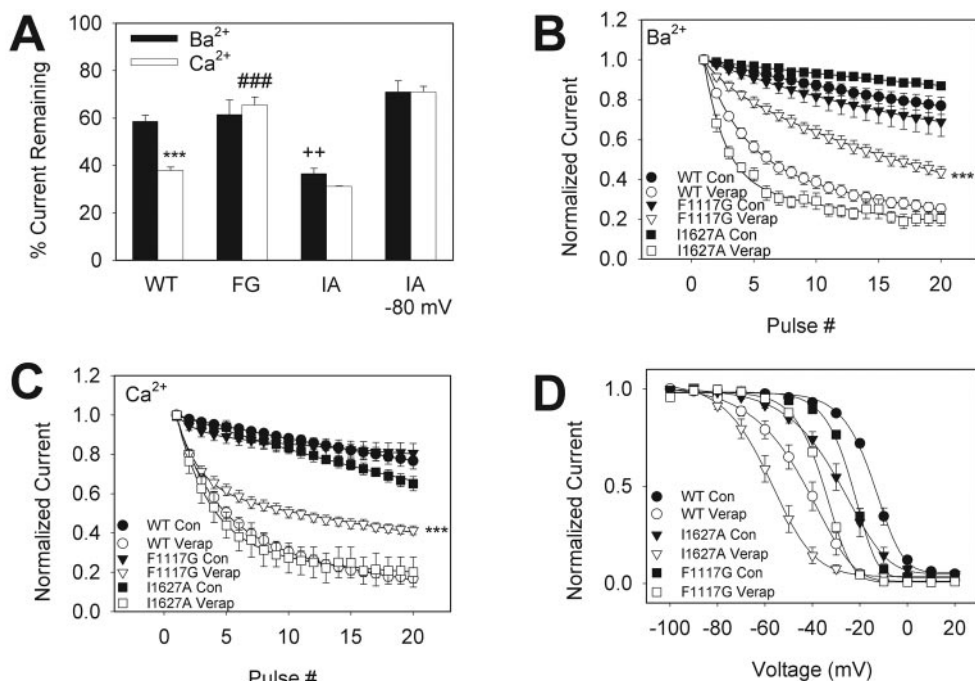 A
% Current Remaining
100
80
60
40
20
0
Ba2+
Ca2+
***
###
++
WT
FG
IA
IA
-80 mV
B
Ba2+
Normalized Current
1.2
1.0
0.8
0.6
0.4
0.2
0.0
WT Con
WT Verap
F1117G Con
F1117G Verap
I1627A Con
I1627A Verap
***
5
10
15
20
Pulse #
C
Ca2+
Normalized Current
1.2
1.0
0.8
0.6
0.4
0.2
0.0
WT Con
WT Verap
F1117G Con
F1117G Verap
I1627A Con
I1627A Verap
***
5
10
15
20
Pulse #
D
Normalized Current
1.0
0.5
0.0
WT Con
WT Verap
I1627A Con
I1627A Verap
F1117G Con
F1117G Verap
-100
-80
-60
-40
-20
0
20
Voltage (mV)